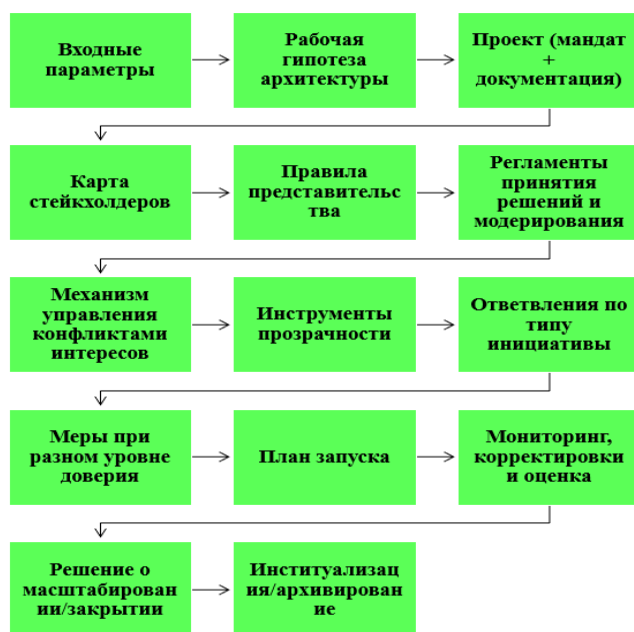 Входные
параметры
Рабочая
гипотеза
архитектуры
Проект (мандат
+
документация)
Карта
стейкхолдеров
Правила
представительс
тва
Регламенты
принятия
решений и
модерирования
Механизм
управления
конфликтами
интересов
Инструменты
прозрачности
Ответвления по
типу
инициативы
Меры при
разном уровне
доверия
План запуска
Мониторинг,
корректировки
и оценка
Решение о
масштабирован
ии/закрытии
Институализац
ия/архивирован
ие